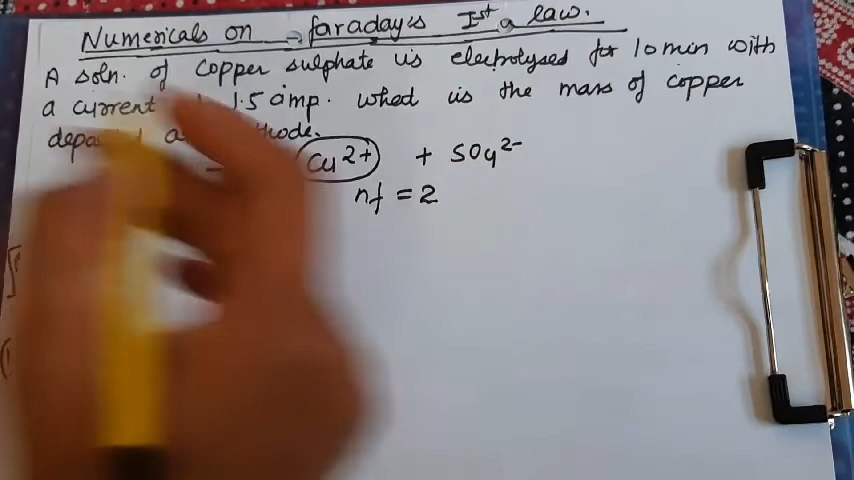 Numericals on faraday's Ist a law.
A soln. of copper sulphate is electrolysed for 10 min with
a current 1.5 amp. what is the mass of copper
Cu2+ + SO42-
nf = 2